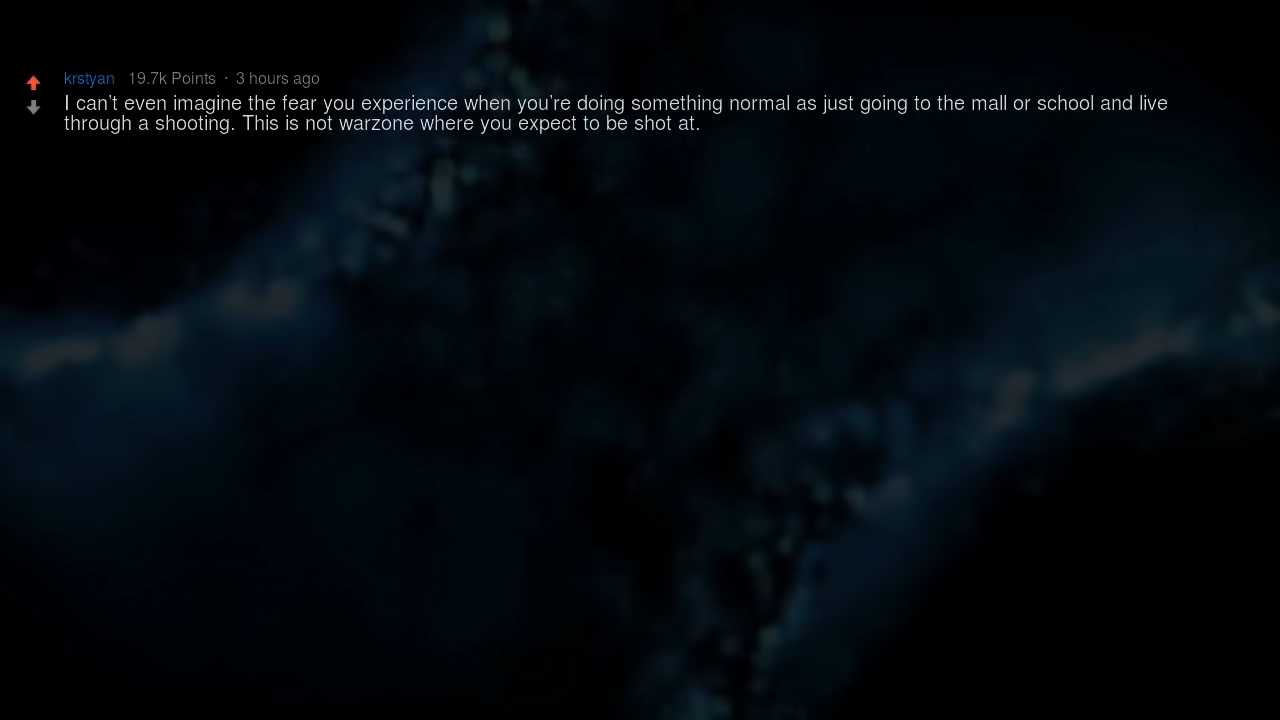 krstyan 19.7k Points · 3 hours ago
I can't even imagine the fear you experience when you're doing something normal as just going to the mall or school and live
through a shooting. This is not warzone where you expect to be shot at.